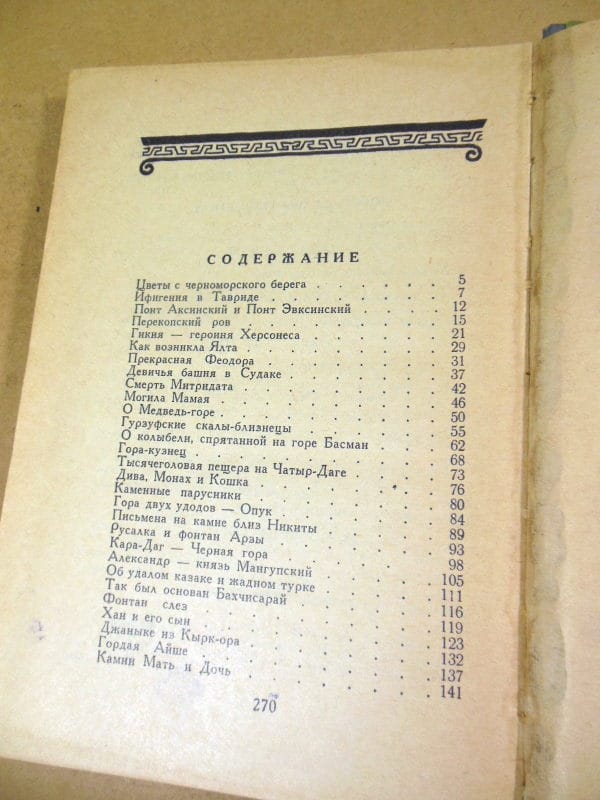 СОДЕРЖАНИЕ
Цветы с черноморского берега . . . . . . 5
Ифигения в Тавриде . . . . . . . . 7
Понт Аксинский и Понт Эвксинский . . . . 12
Перекопский ров . . . . . . . . 15
Гикия — героиня Херсонеса . . . . . . 21
Как возникла Ялта . . . . . . . . 29
Прекрасная Феодора . . . . . . . 31
Девичья башня в Судаке . . . . . . 37
Смерть Митридата . . . . . . . . 42
Могила Мамая . . . . . . . . 46
О Медведь-горе . . . . . . . . 50
Гурзуфские скалы-близнецы . . . . . 55
О колыбели, спрятанной на горе Басман . . . 62
Гора-кузнец . . . . . . . . 68
Тысячеголовая пещера на Чатыр-Даге . . . . 73
Дива, Монах и Кошка . . . . . . 76
Каменные парусники . . . . . . . 80
Гора двух удодов — Опук . . . . . . 84
Письмена на камне близ Никиты . . . . . 89
Русалка и фонтан Арзы . . . . . . 93
Кара-Даг — Черная гора . . . . . . 98
Александр — князь Мангупский . . . . . 105
Об удалом казаке и жадном турке . . . . 111
Так был основан Бахчисарай . . . . . 116
Фонтан слез . . . . . . . . 119
Хан и его сын . . . . . . . . 123
Джаныке из Кырк-ора . . . . . . 132
Гордая Айше . . . . . . . . 137
Камни Мать и Дочь . . . . . . . 141
270